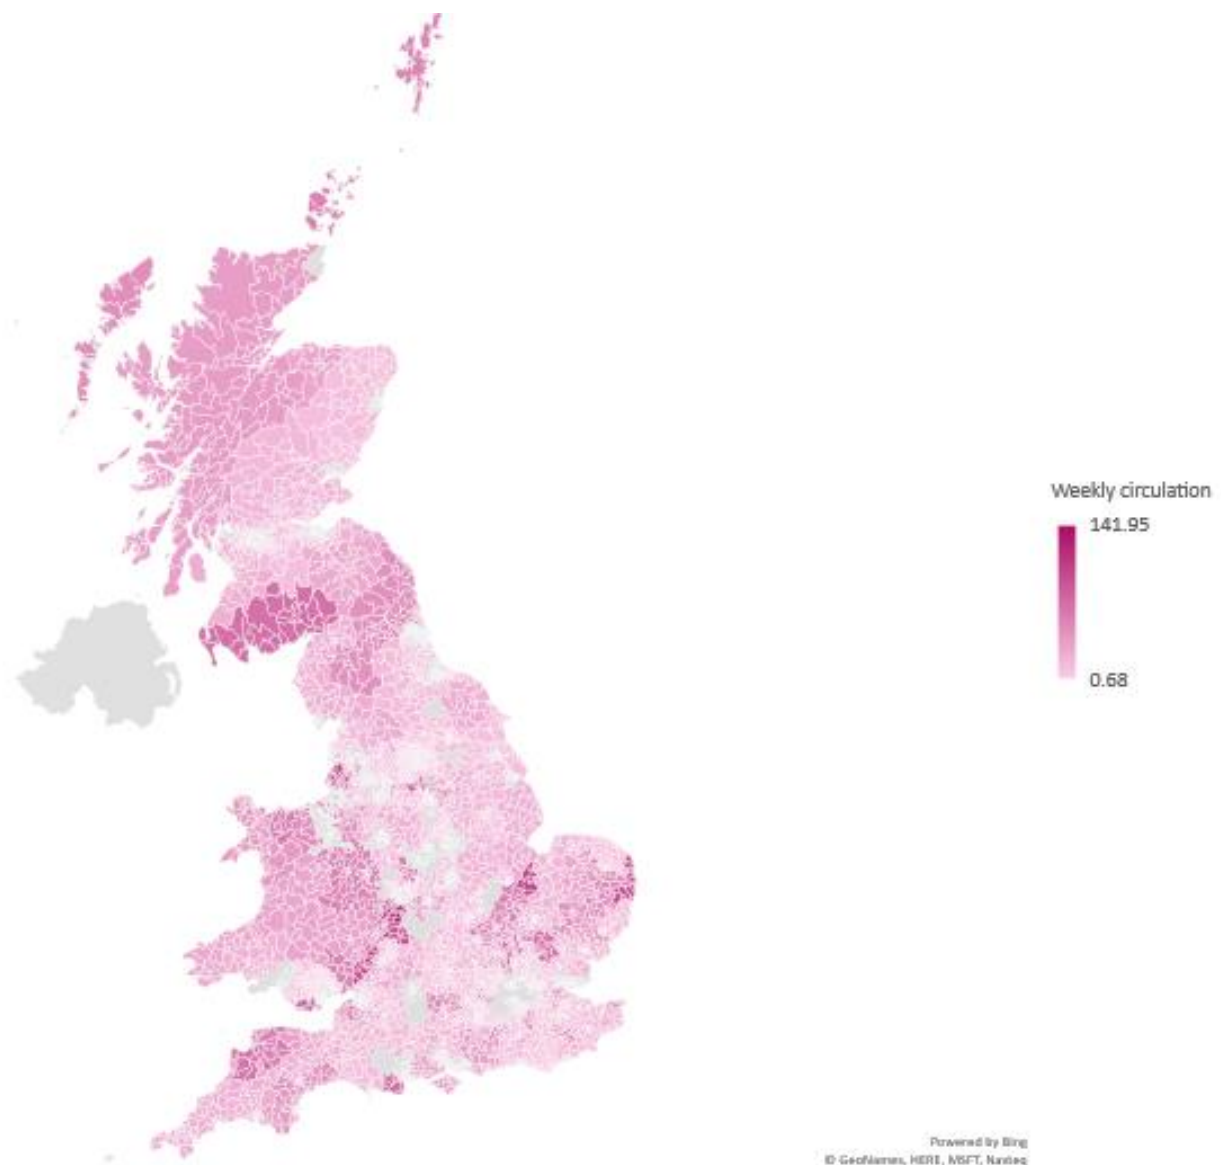 Weekly circulation
141.95
0.68
Powered by Bing
© GeoNames, HERE, MSFT, Navteq